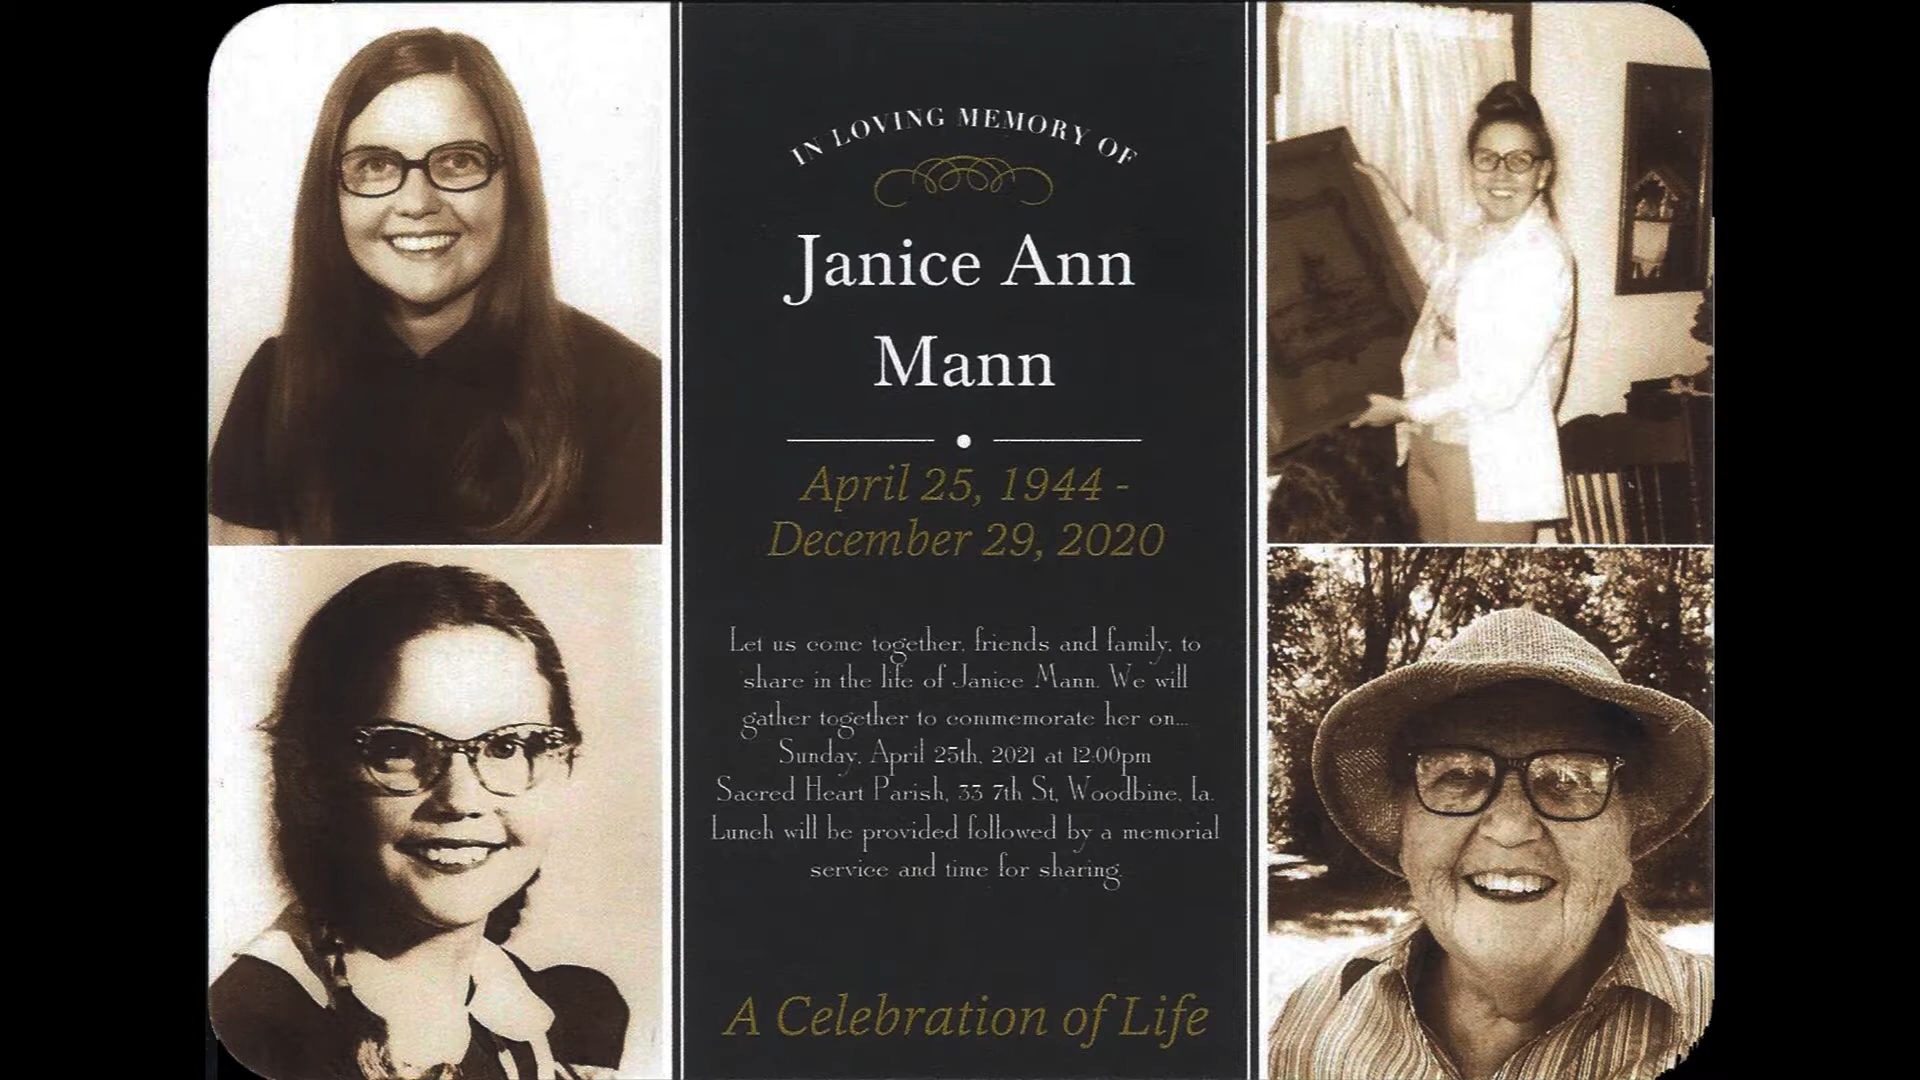 IN LOVING MEMORY OF
Janice Ann
Mann
April 25, 1944 -
December 29, 2020
Let us come together, friends and family, to
share in the life of Janice Mann. We will
gather together to commemorate her on...
Sunday, April 25th, 2021 at 12:00pm
Sacred Heart Parish, 33 7th St, Woodbine, Ia.
Lunch will be provided followed by a memorial
service and time for sharing.
A Celebration of Life